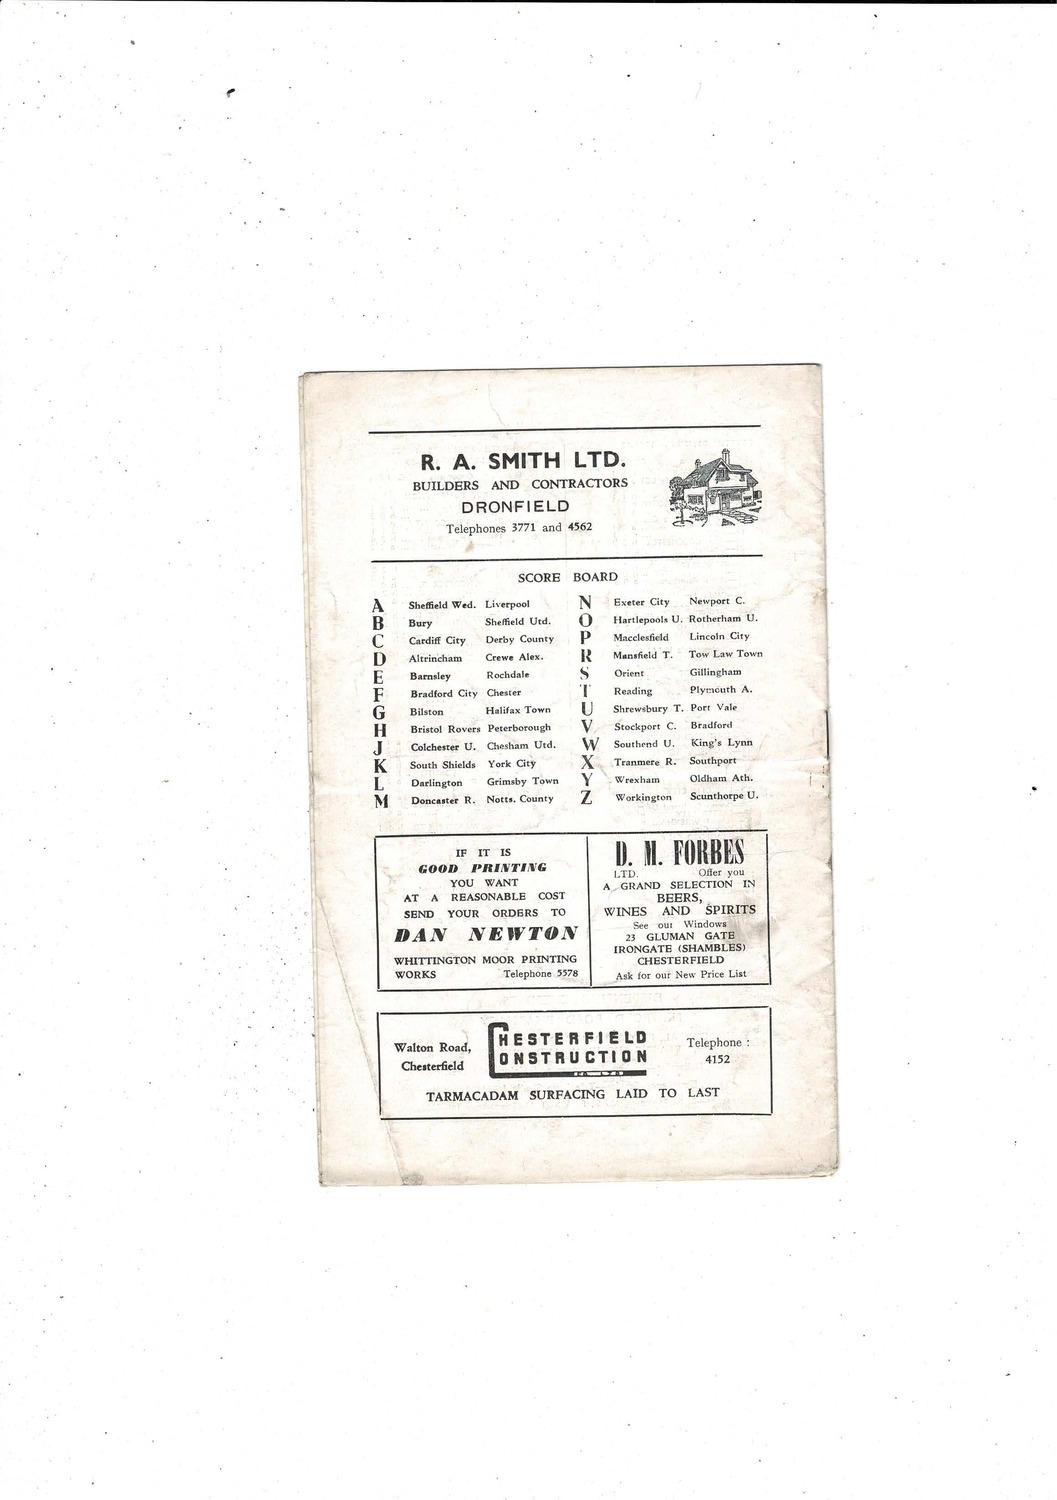 R. A. SMITH LTD.
BUILDERS AND CONTRACTORS
DRONFIELD
Telephones 3771 and 4562
SCORE BOARD
A Sheffield Wed. Liverpool
B Bury Sheffield Utd.
C Cardiff City Derby County
D Altrincham Crewe Alex.
E Barnsley Rochdale
F Bradford City Chester
G Bilston Halifax Town
H Bristol Rovers Peterborough
J Colchester U. Chesham Utd.
K South Shields York City
L Darlington Grimsby Town
M Doncaster R. Notts. County
N Exeter City Newport C.
O Hartlepools U. Rotherham U.
P Macclesfield Lincoln City
R Mansfield T. Tow Law Town
S Orient Gillingham
T Reading Plymouth A.
U Shrewsbury T. Port Vale
V Stockport C. Bradford
W Southend U. King's Lynn
X Tranmere R. Southport
Y Wrexham Oldham Ath.
Z Workington Scunthorpe U.
IF IT IS
GOOD PRINTING
YOU WANT
AT A REASONABLE COST
SEND YOUR ORDERS TO
DAN NEWTON
WHITTINGTON MOOR PRINTING
WORKS Telephone 5578
D. M. FORBES
LTD. Offer you
A GRAND SELECTION IN
BEERS,
WINES AND SPIRITS
See our Windows
23 GLUMAN GATE
IRONGATE (SHAMBLES)
CHESTERFIELD
Ask for our New Price List
Walton Road,
Chesterfield
CHESTERFIELD
CONSTRUCTION
CO. LTD.
Telephone :
4152
TARMACADAM SURFACING LAID TO LAST